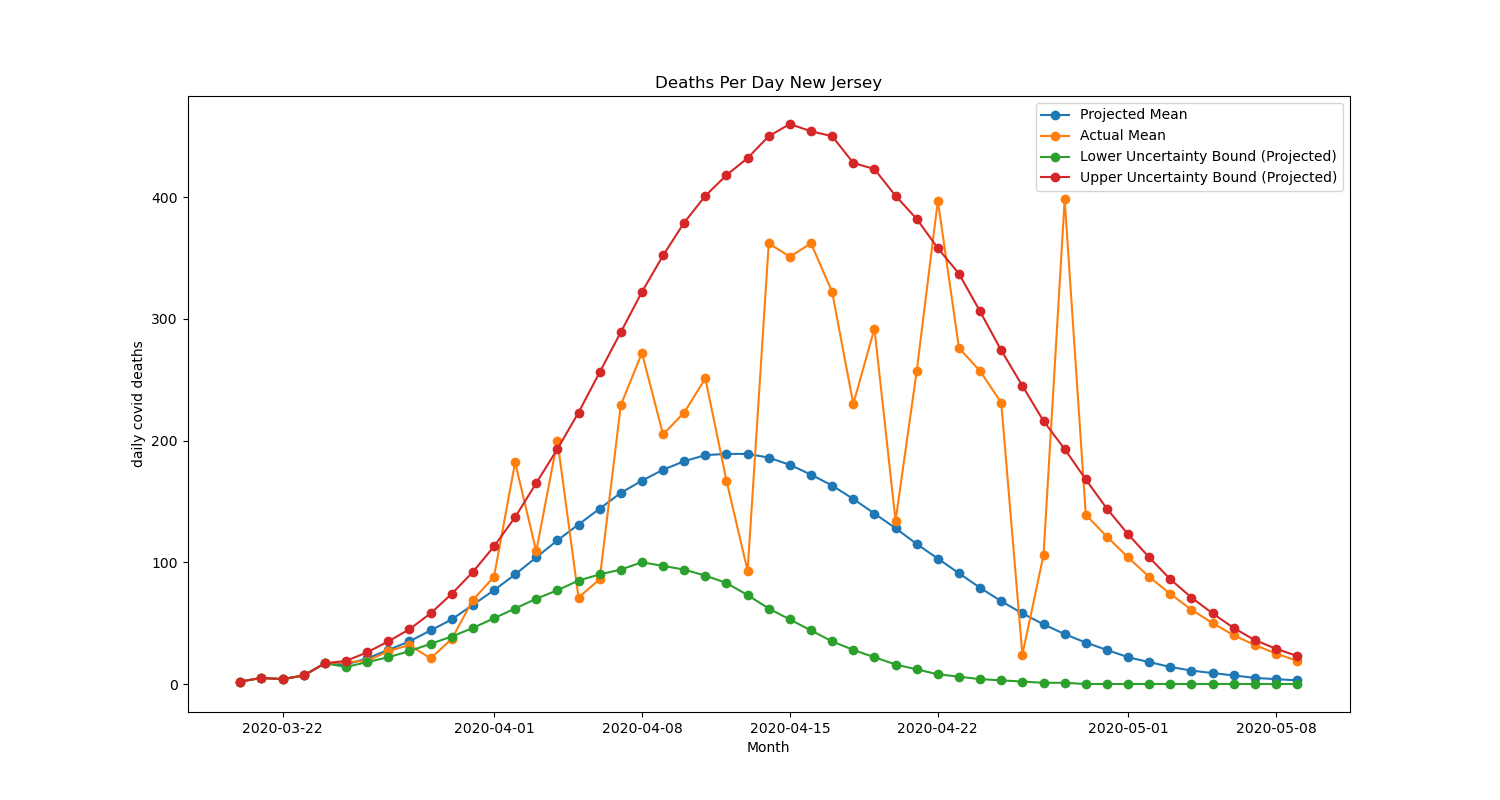 Deaths Per Day New Jersey
Projected Mean
Actual Mean
Lower Uncertainty Bound (Projected)
Upper Uncertainty Bound (Projected)
400
300
200
100
0
daily covid deaths
2020-03-22 2020-04-01 2020-04-08 2020-04-15 2020-04-22 2020-05-01 2020-05-08
Month